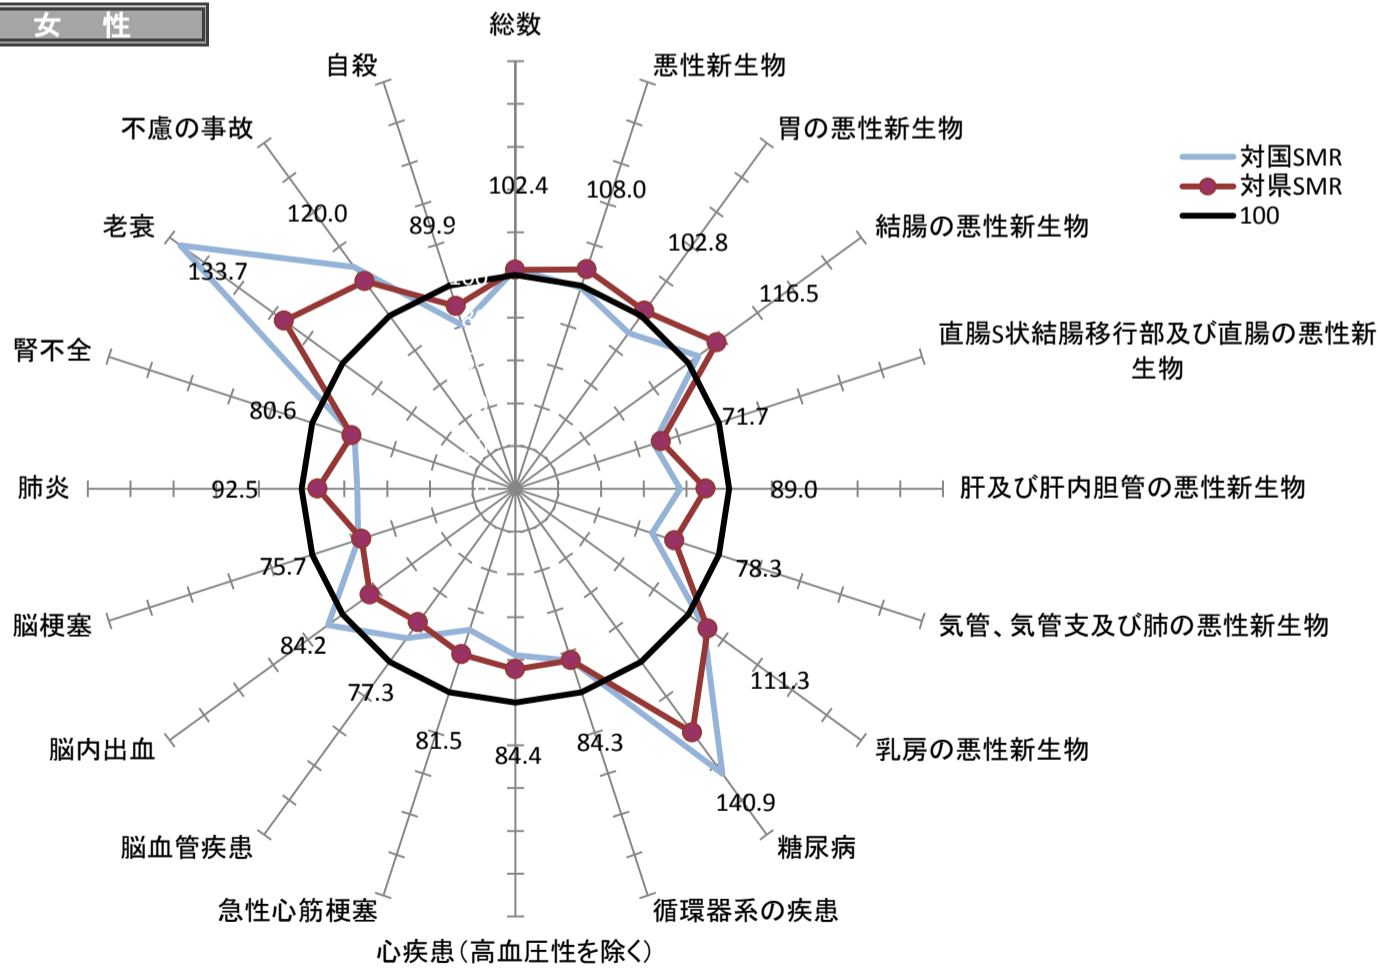 女 性
総数
自殺
悪性新生物
不慮の事故
胃の悪性新生物
対国SMR
対県SMR
100
102.4
108.0
120.0
89.9
102.8
老衰
結腸の悪性新生物
133.7
100
116.5
腎不全
直腸S状結腸移行部及び直腸の悪性新
生物
80.6
71.7
肺炎
92.5
89.0
肝及び肝内胆管の悪性新生物
75.7
78.3
脳梗塞
気管、気管支及び肺の悪性新生物
84.2
111.3
77.3
脳内出血
乳房の悪性新生物
81.5
84.4
84.3
140.9
脳血管疾患
糖尿病
急性心筋梗塞
循環器系の疾患
心疾患(高血圧性を除く)